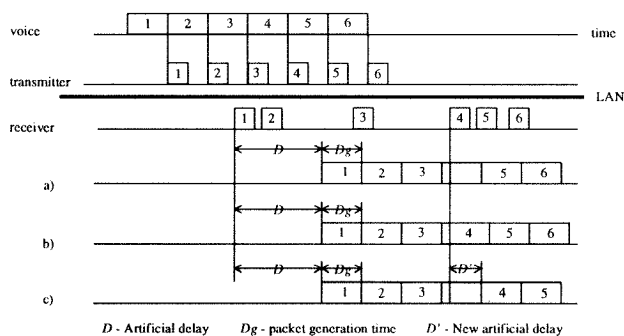 voice 1 2 3 4 5 6 time
transmitter 1 2 3 4 5 6
LAN
receiver 1 2 3 4 5 6
D Dg
a) 1 2 3 5 6
D Dg
b) 1 2 3 4 5 6
D Dg D'
c) 1 2 3 4 5
D - Artificial delay Dg - packet generation time D' - New artificial delay